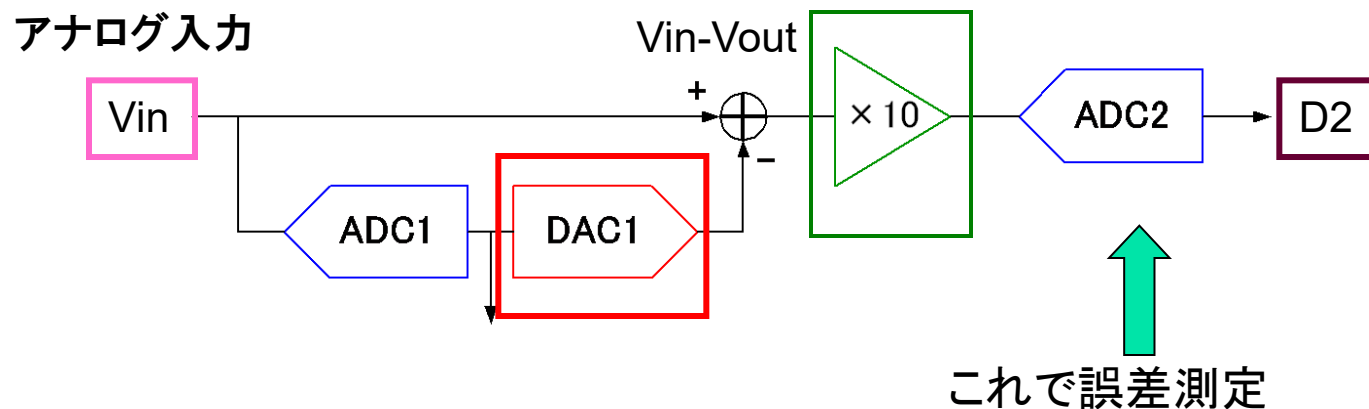 アナログ入力
Vin-Vout
Vin
+
× 10
ADC2
D2
−
ADC1
DAC1
これで誤差測定